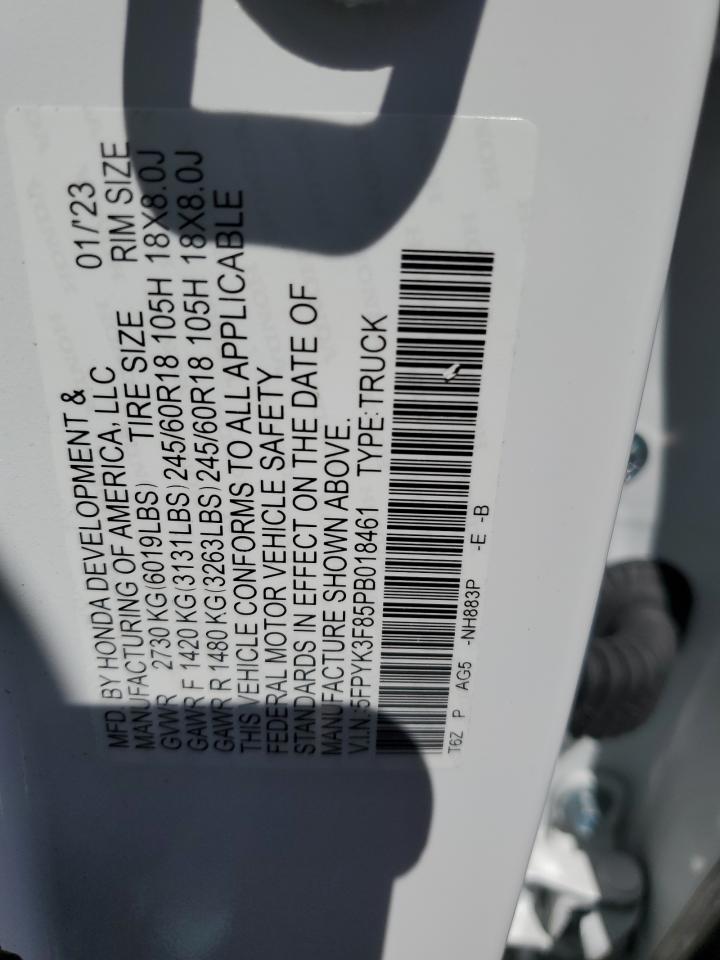 MFD. BY HONDA DEVELOPMENT & 01/'23
MANUFACTURING OF AMERICA, LLC TIRE SIZE RIM SIZE
GVWR 2730 KG(6019LBS)
GAWR F 1420 KG(3131LBS)245/60R18 105H 18X8.0J
GAWR R 1480 KG(3263LBS)245/60R18 105H 18X8.0J
THIS VEHICLE CONFORMS TO ALL APPLICABLE
FEDERAL MOTOR VEHICLE SAFETY
STANDARDS IN EFFECT ON THE DATE OF
MANUFACTURE SHOWN ABOVE.
V.I.N.:5FPYK3F85PB018461 TYPE: TRUCK
T6Z P AG5 -NH883P -E -B